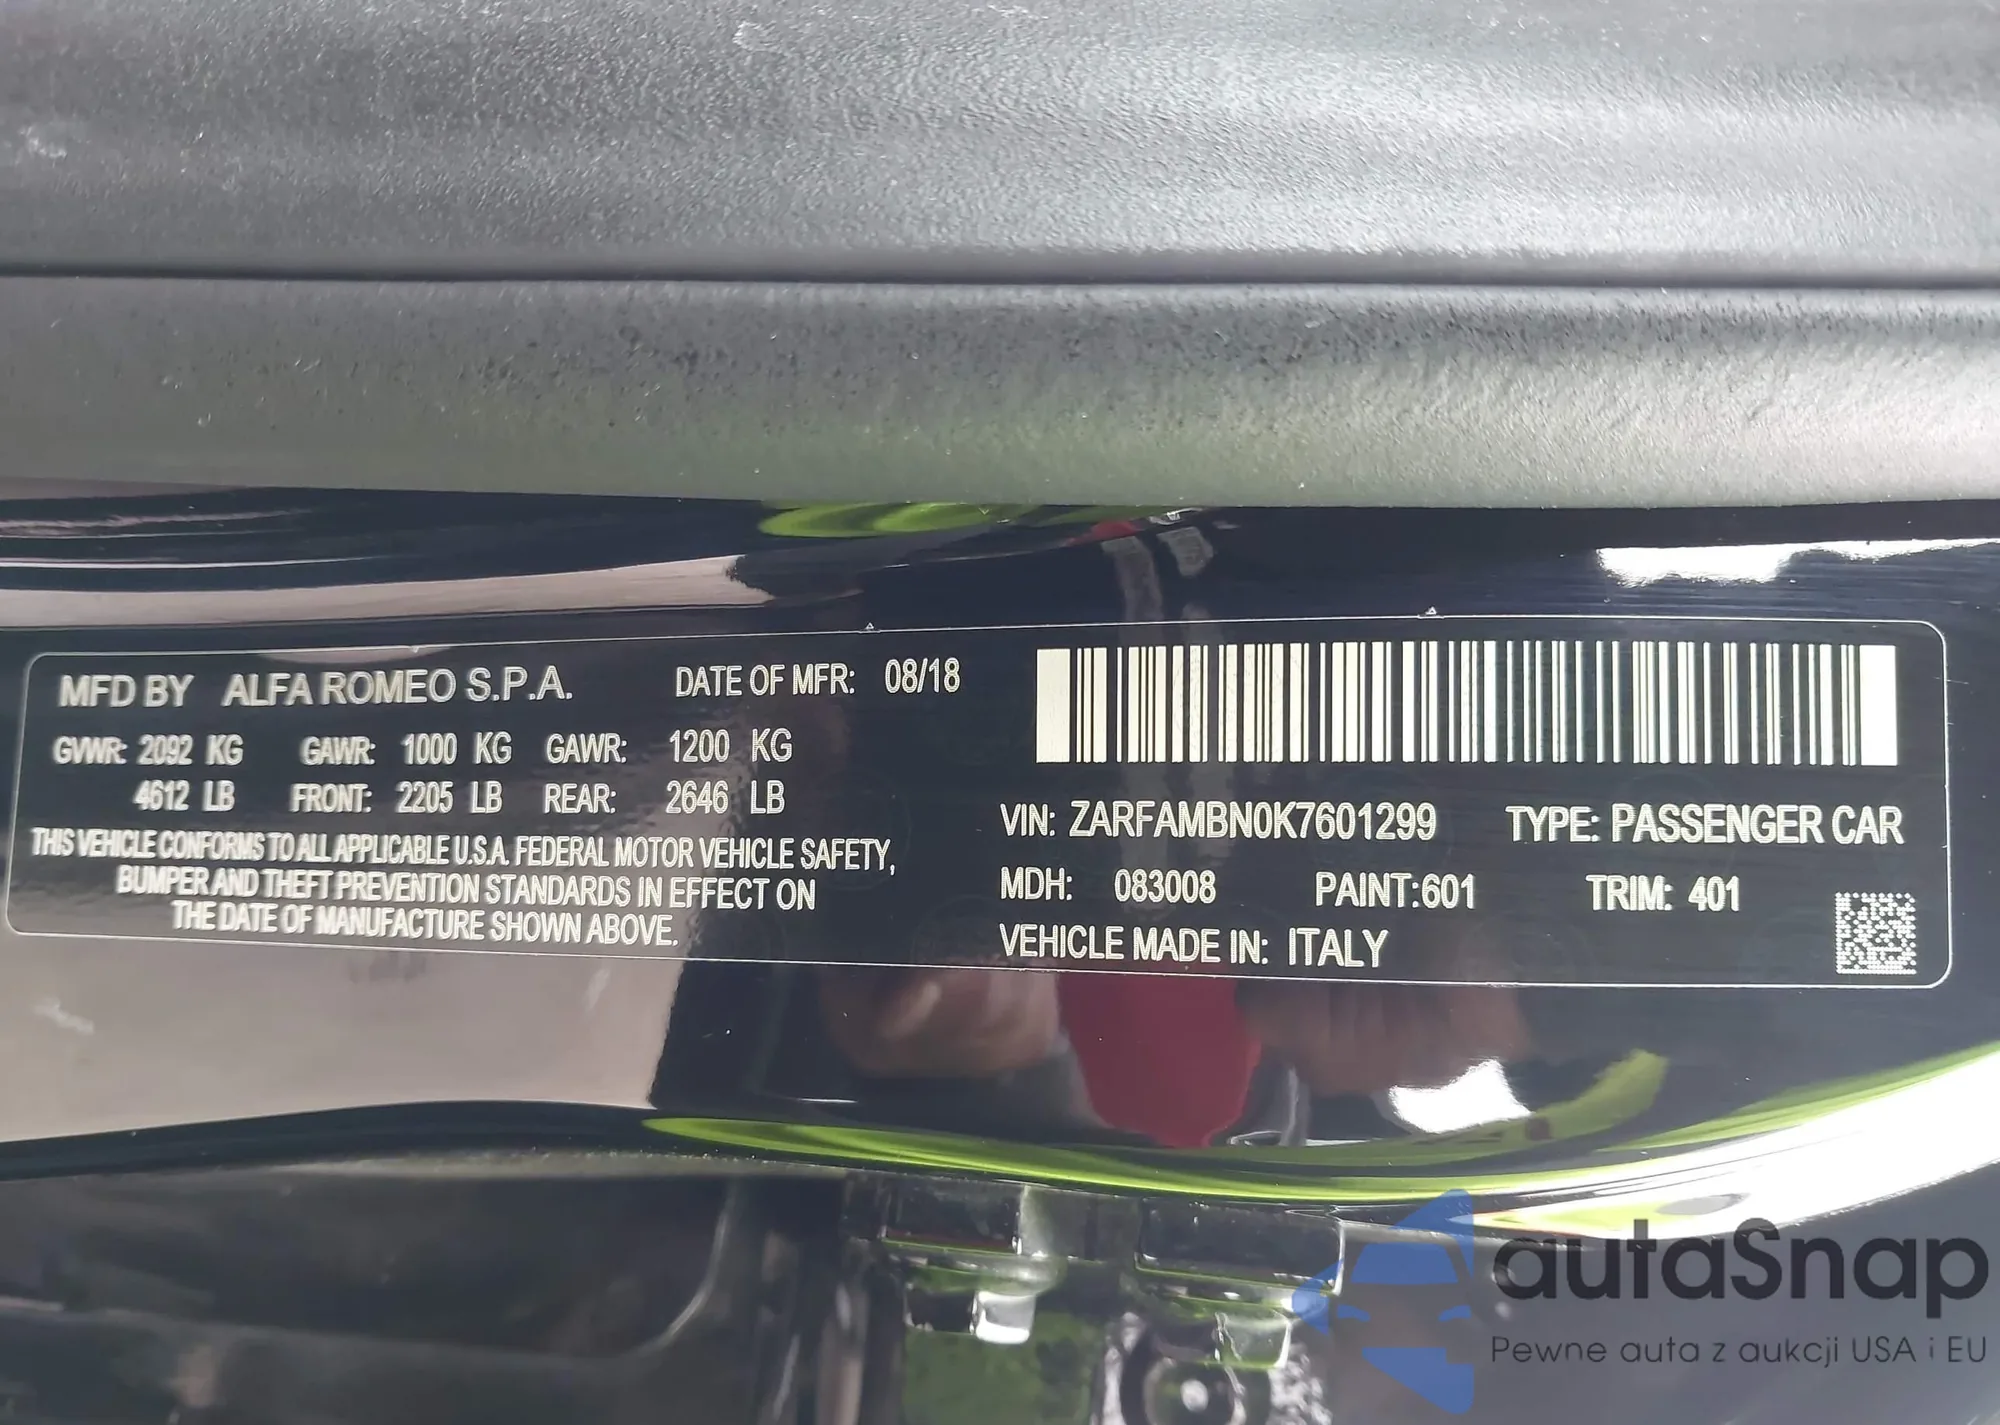 MFD BY ALFA ROMEO S.P.A. DATE OF MFR: 08/18
GVWR: 2092 KG GAWR: 1000 KG GAWR: 1200 KG
4612 LB FRONT: 2205 LB REAR: 2646 LB
THIS VEHICLE CONFORMS TO ALL APPLICABLE U.S.A. FEDERAL MOTOR VEHICLE SAFETY,
BUMPER AND THEFT PREVENTION STANDARDS IN EFFECT ON
THE DATE OF MANUFACTURE SHOWN ABOVE.
VIN: ZARFAMBN0K7601299 TYPE: PASSENGER CAR
MDH: 083008 PAINT:601 TRIM: 401
VEHICLE MADE IN: ITALY
autaSnap
Pewne auta z aukcji USA i EU